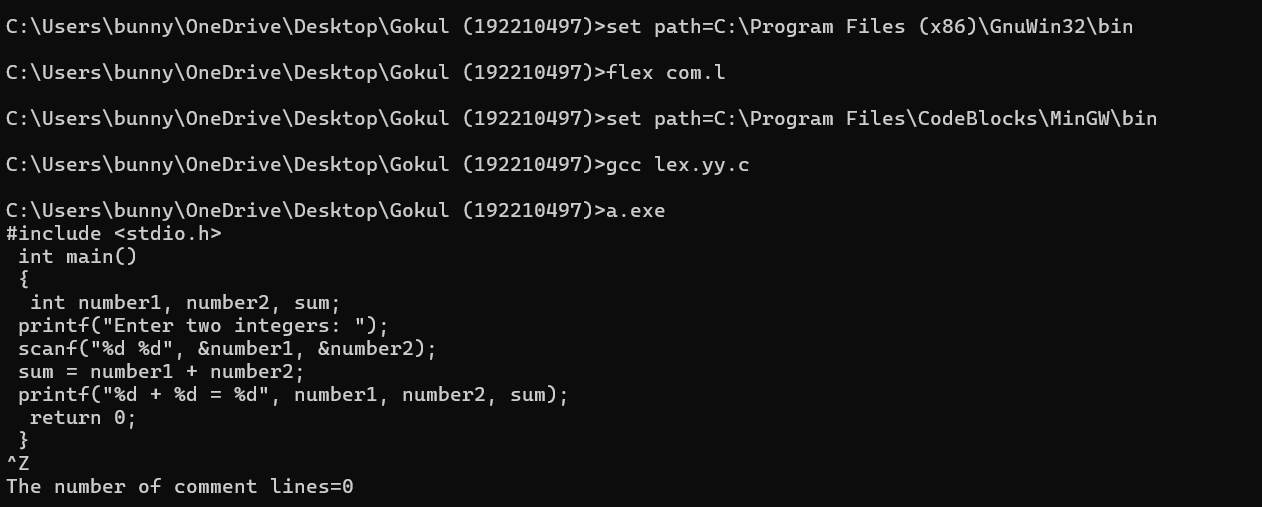 C:\Users\bunny\OneDrive\Desktop\Gokul (192210497)>set path=C:\Program Files (x86)\GnuWin32\bin
C:\Users\bunny\OneDrive\Desktop\Gokul (192210497)>flex com.l
C:\Users\bunny\OneDrive\Desktop\Gokul (192210497)>set path=C:\Program Files\CodeBlocks\MinGW\bin
C:\Users\bunny\OneDrive\Desktop\Gokul (192210497)>gcc lex.yy.c
C:\Users\bunny\OneDrive\Desktop\Gokul (192210497)>a.exe
#include <stdio.h>
 int main()
 {
  int number1, number2, sum;
 printf("Enter two integers: ");
 scanf("%d %d", &number1, &number2);
 sum = number1 + number2;
 printf("%d + %d = %d", number1, number2, sum);
  return 0;
 }
^Z
The number of comment lines=0